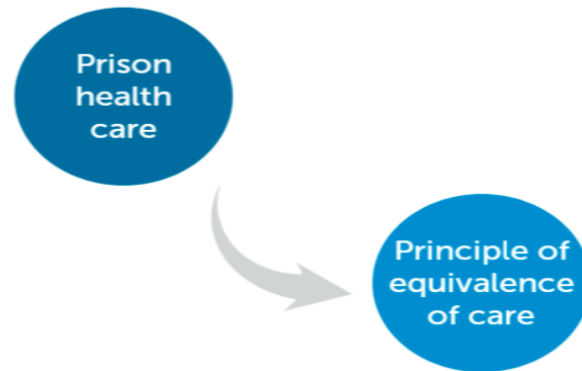 Prison
health
care
Principle of
equivalence
of care